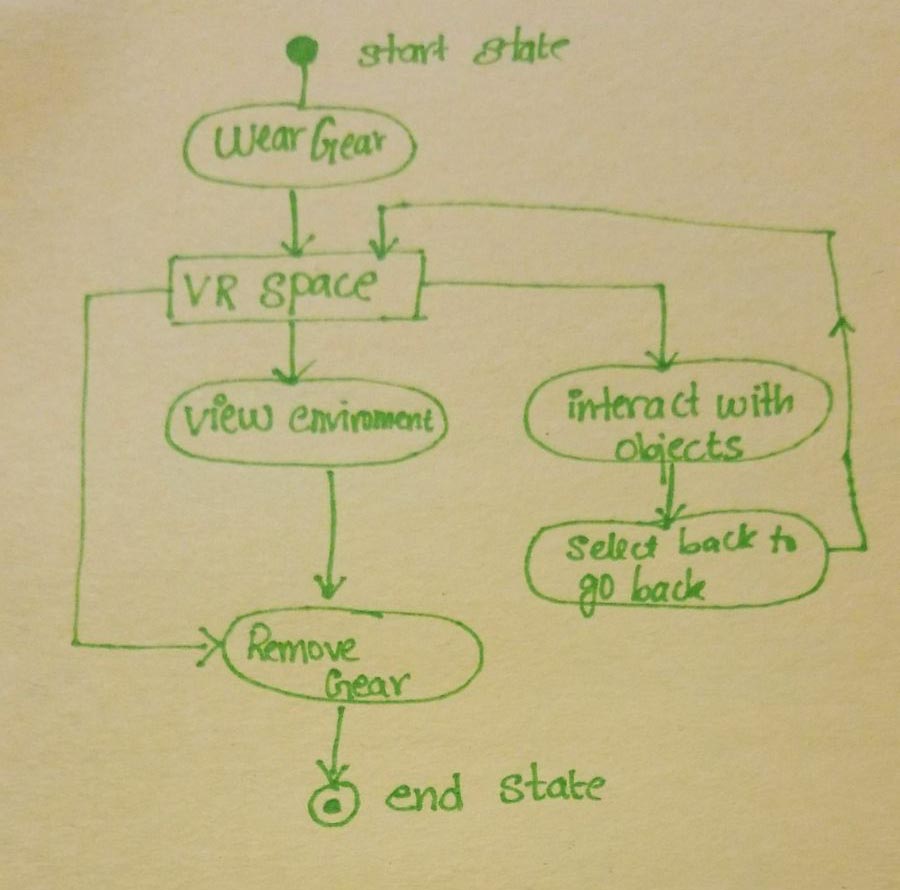 start state
Wear Gear
VR Space
View enviroment
interact with
objects
Select back to
go back
Remove
Gear
end state